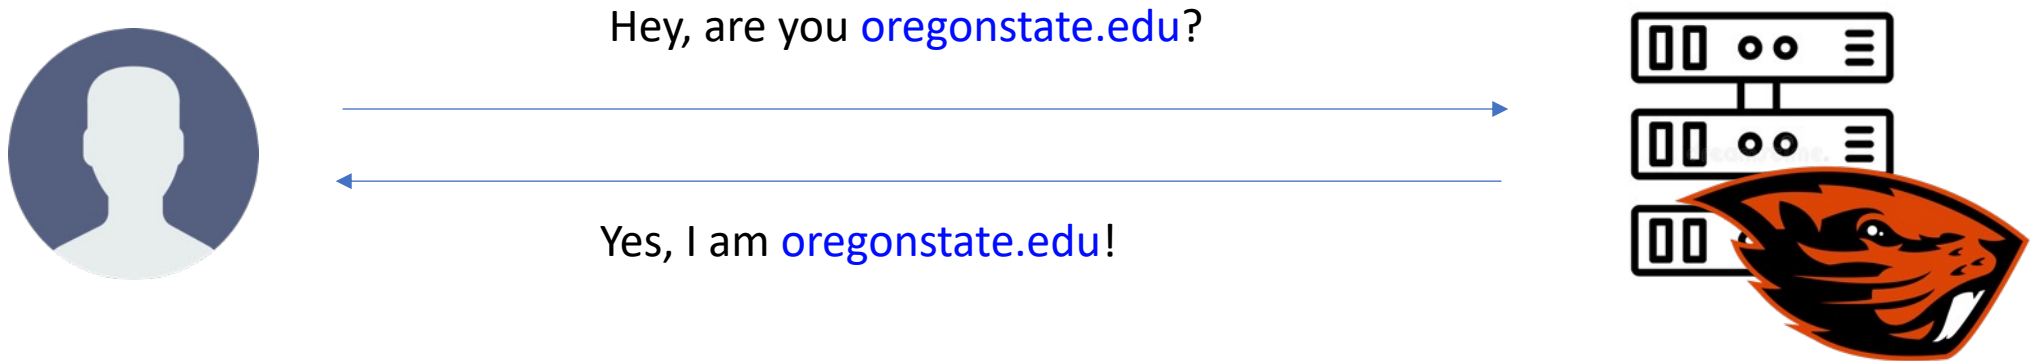 Hey, are you oregonstate.edu?
Yes, I am oregonstate.edu!